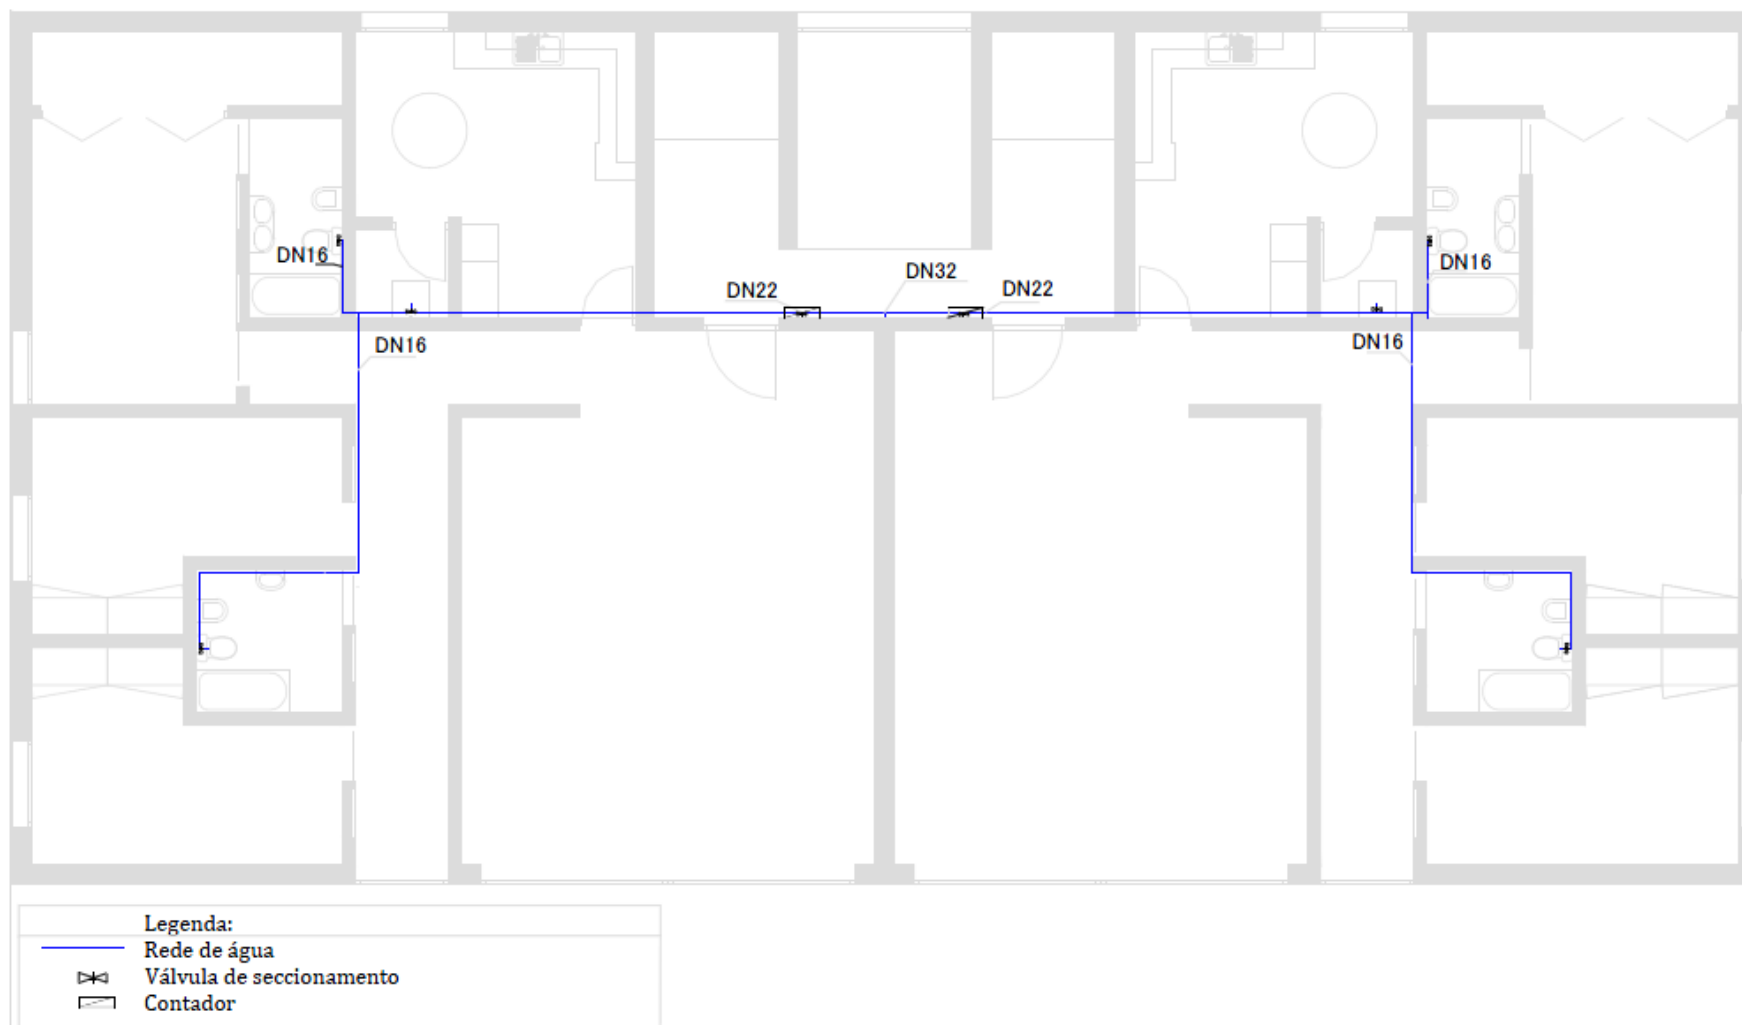 DN16
DN32
DN22
DN22
DN16
DN16
DN16
Legenda:
Rede de água
Válvula de seccionamento
Contador